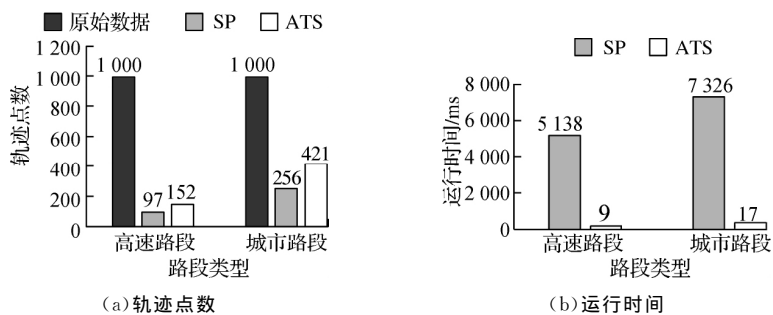 原始数据 SP ATS
轨迹点数
1 200
1 000
800
600
400
200
0
1 000
97
152
1 000
256
421
高速路段 城市路段
路段类型
(a)轨迹点数
SP ATS
运行时间/ms
8 000
6 000
4 000
2 000
0
5 138
9
7 326
17
高速路段 城市路段
路段类型
(b)运行时间